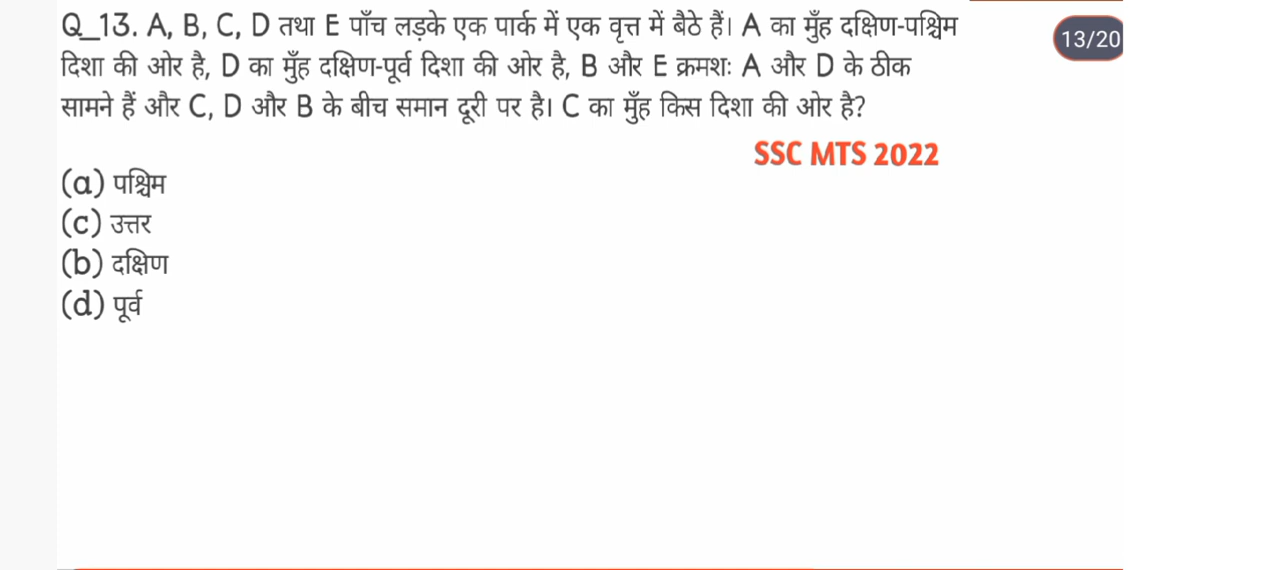 Q_13. A, B, C, D तथा E पाँच लड़के एक पार्क में एक वृत्त में बैठे हैं। A का मुँह दक्षिण-पश्चिम
13/20
दिशा की ओर है, D का मुँह दक्षिण-पूर्व दिशा की ओर है, B और E क्रमशः A और D के ठीक
सामने हैं और C, D और B के बीच समान दूरी पर है। C का मुँह किस दिशा की ओर है?
SSC MTS 2022
(a) पश्चिम
(c) उत्तर
(b) दक्षिण
(d) पूर्व